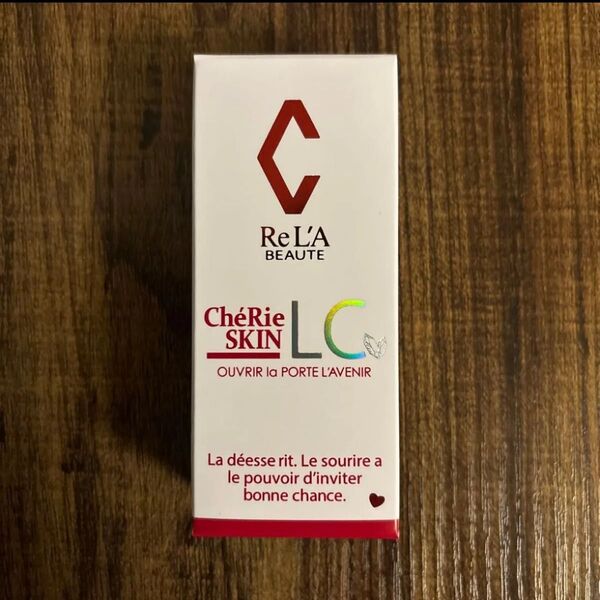 ReL'A
BEAUTE
ChéRie
SKIN LC
OUVRIR la PORTE L'AVENIR
La déesse rit. Le sourire a
le pouvoir d'inviter
bonne chance.